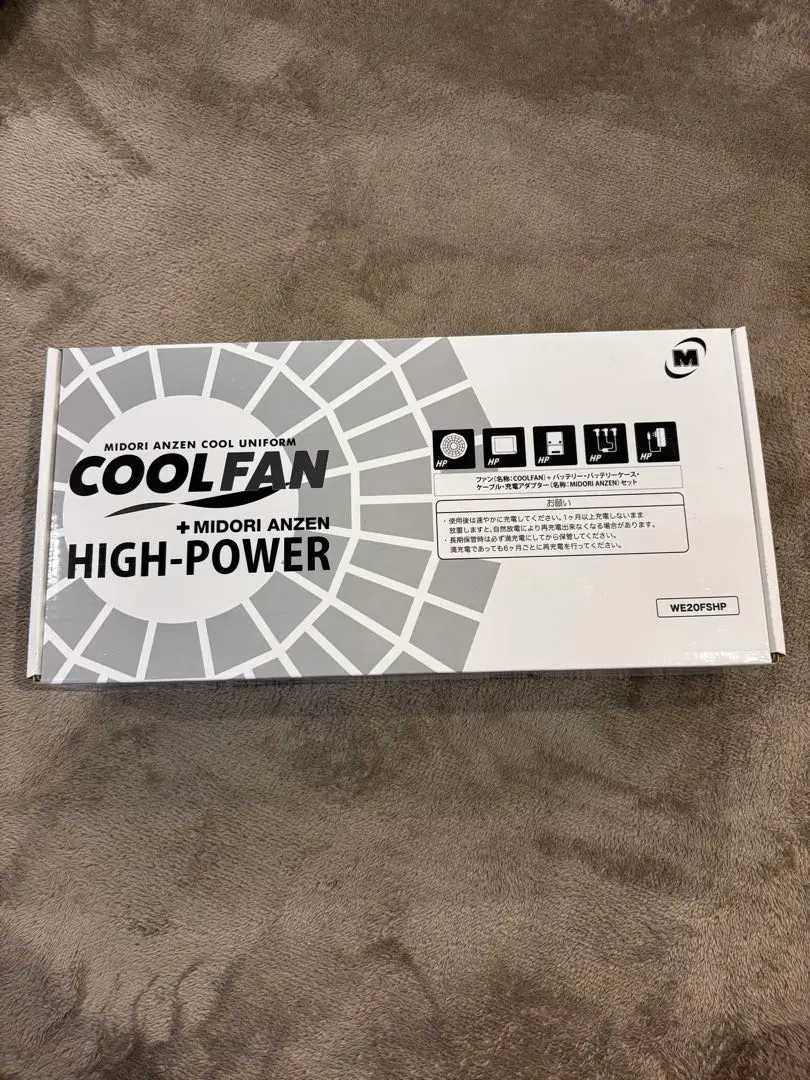 MIDORI ANZEN COOL UNIFORM
COOLFAN
+MIDORI ANZEN
HIGH-POWER
M
HP
HP
HP
HP
HP
ファン(名称:COOLFAN)+バッテリー・バッテリーケース・
ケーブル・充電アダプター(名称:MIDORI ANZEN)セット
お願い
・使用後は速やかに充電してください。1ヶ月以上充電しないまま
放置しますと、自然放電により再充電出来なくなる場合があります。
・長期保管時は必ず満充電にしてから保管してください。
満充電であっても6ヶ月ごとに再充電を行ってください。
WE20FSHP